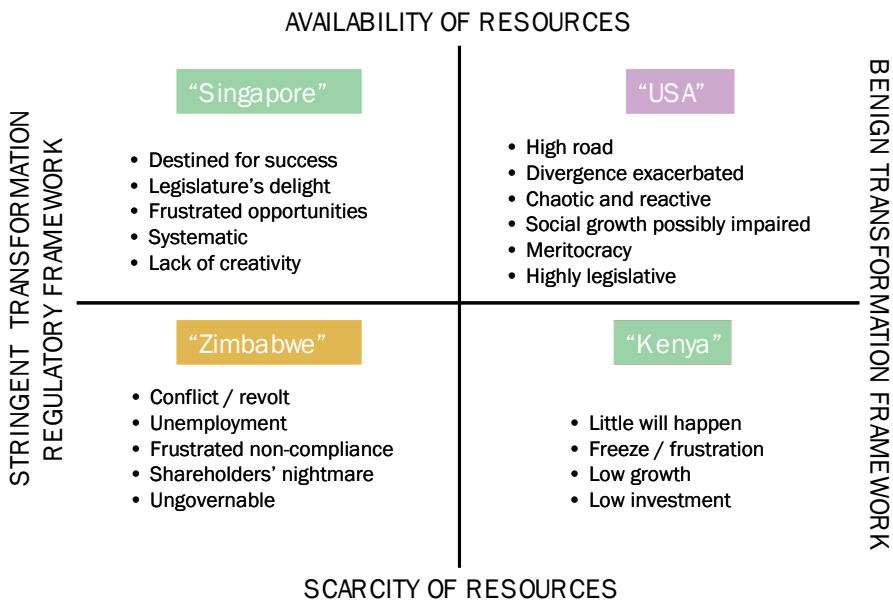 AVAILABILITY OF RESOURCES
STRINGENT TRANSFORMATION
REGULATORY FRAMEWORK
“Singapore”
• Destined for success
• Legislature’s delight
• Frustrated opportunities
• Systematic
• Lack of creativity
“USA”
• High road
• Divergence exacerbated
• Chaotic and reactive
• Social growth possibly impaired
• Meritocracy
• Highly legislative
BENIGN TRANSFORMATION FRAMEWORK
“Zimbabwe”
• Conflict / revolt
• Unemployment
• Frustrated non-compliance
• Shareholders’ nightmare
• Ungovernable
“Kenya”
• Little will happen
• Freeze / frustration
• Low growth
• Low investment
SCARCITY OF RESOURCES